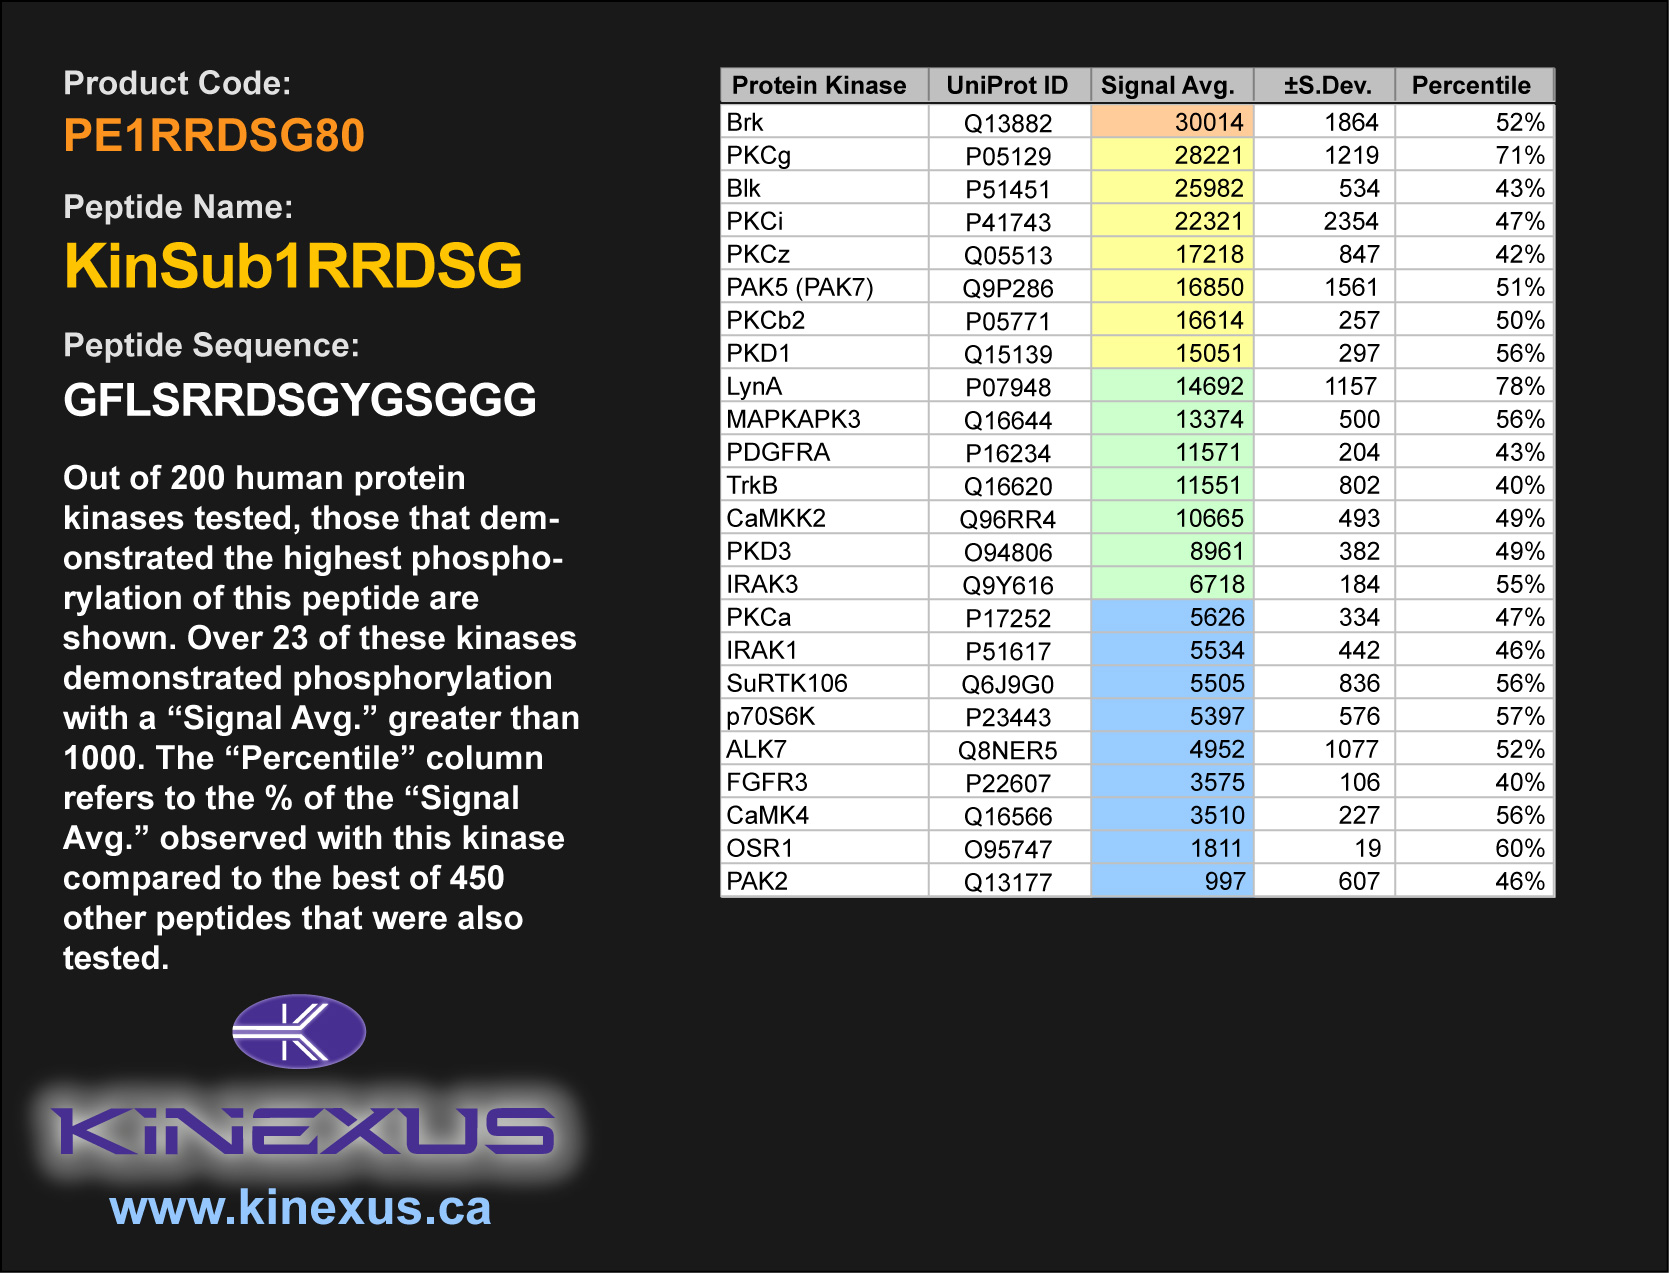 Product Code:
PE1RRDSG80
Peptide Name:
KinSub1RRDSG
Peptide Sequence:
GFLSRRDSGYGSGGG
Out of 200 human protein
kinases tested, those that dem-
onstrated the highest phospho-
rylation of this peptide are
shown. Over 23 of these kinases
demonstrated phosphorylation
with a “Signal Avg.” greater than
1000. The “Percentile” column
refers to the % of the “Signal
Avg.” observed with this kinase
compared to the best of 450
other peptides that were also
tested.
KINEXUS
www.kinexus.ca
Protein Kinase UniProt ID Signal Avg. ±S.Dev. Percentile
Brk Q13882 30014 1864 52%
PKCg P05129 28221 1219 71%
Blk P51451 25982 534 43%
PKCi P41743 22321 2354 47%
PKCz Q05513 17218 847 42%
PAK5 (PAK7) Q9P286 16850 1561 51%
PKCb2 P05771 16614 257 50%
PKD1 Q15139 15051 297 56%
LynA P07948 14692 1157 78%
MAPKAPK3 Q16644 13374 500 56%
PDGFRA P16234 11571 204 43%
TrkB Q16620 11551 802 40%
CaMKK2 Q96RR4 10665 493 49%
PKD3 O94806 8961 382 49%
IRAK3 Q9Y616 6718 184 55%
PKCa P17252 5626 334 47%
IRAK1 P51617 5534 442 46%
SuRTK106 Q6J9G0 5505 836 56%
p70S6K P23443 5397 576 57%
ALK7 Q8NER5 4952 1077 52%
FGFR3 P22607 3575 106 40%
CaMK4 Q16566 3510 227 56%
OSR1 O95747 1811 19 60%
PAK2 Q13177 997 607 46%